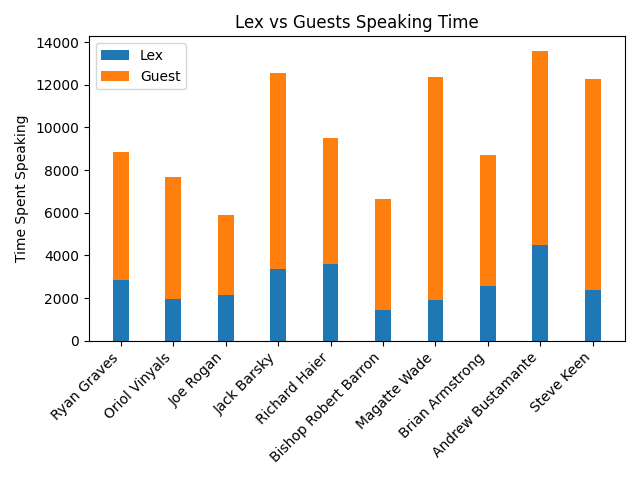 Lex vs Guests Speaking Time
Lex
Guest
Time Spent Speaking
14000
12000
10000
8000
6000
4000
2000
0
Ryan Graves
Oriol Vinyals
Joe Rogan
Jack Barsky
Richard Haier
Bishop Robert Barron
Magatte Wade
Brian Armstrong
Andrew Bustamante
Steve Keen